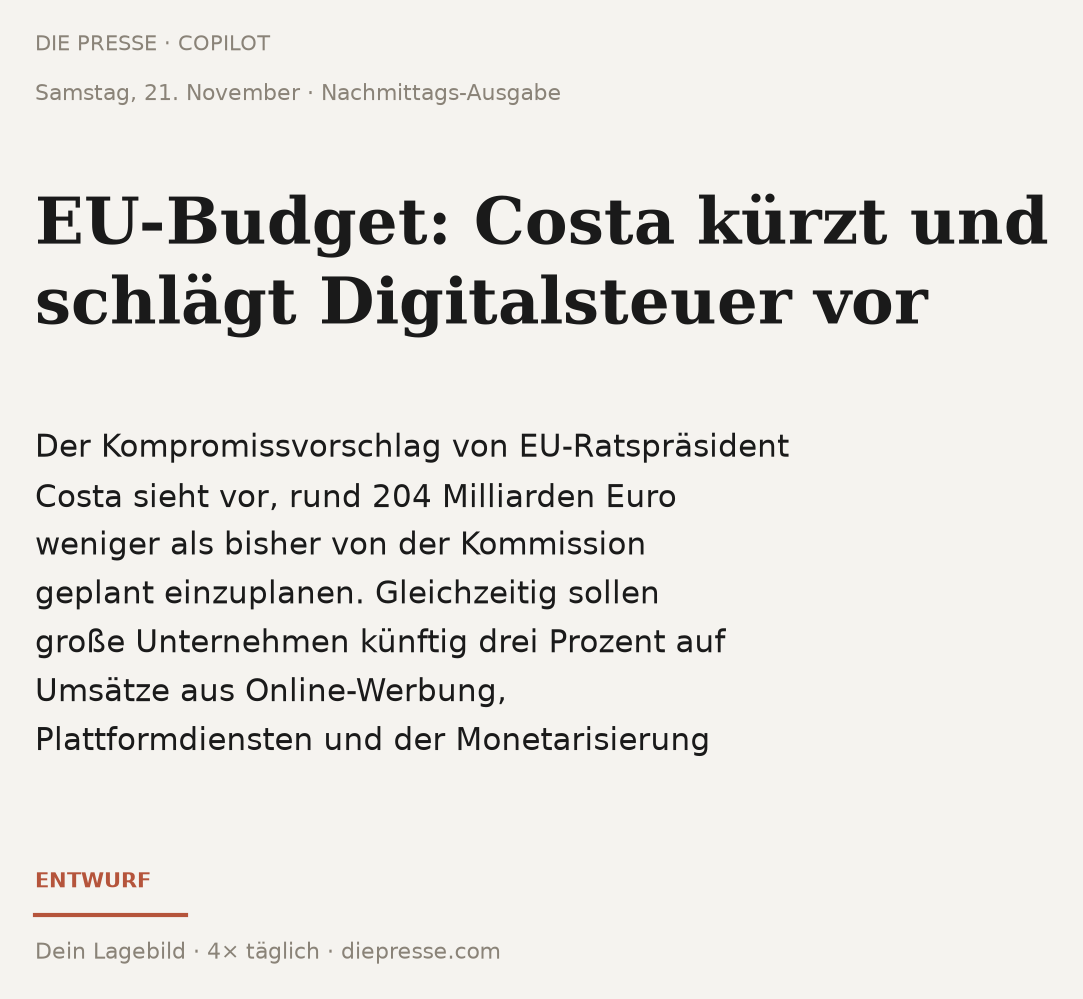 DIE PRESSE · COPILOT
Samstag, 21. November · Nachmittags-Ausgabe
EU-Budget: Costa kürzt und
schlägt Digitalsteuer vor
Der Kompromissvorschlag von EU-Ratspräsident
Costa sieht vor, rund 204 Milliarden Euro
weniger als bisher von der Kommission
geplant einzuplanen. Gleichzeitig sollen
große Unternehmen künftig drei Prozent auf
Umsätze aus Online-Werbung,
Plattformdiensten und der Monetarisierung
ENTWURF
Dein Lagebild · 4× täglich · diepresse.com